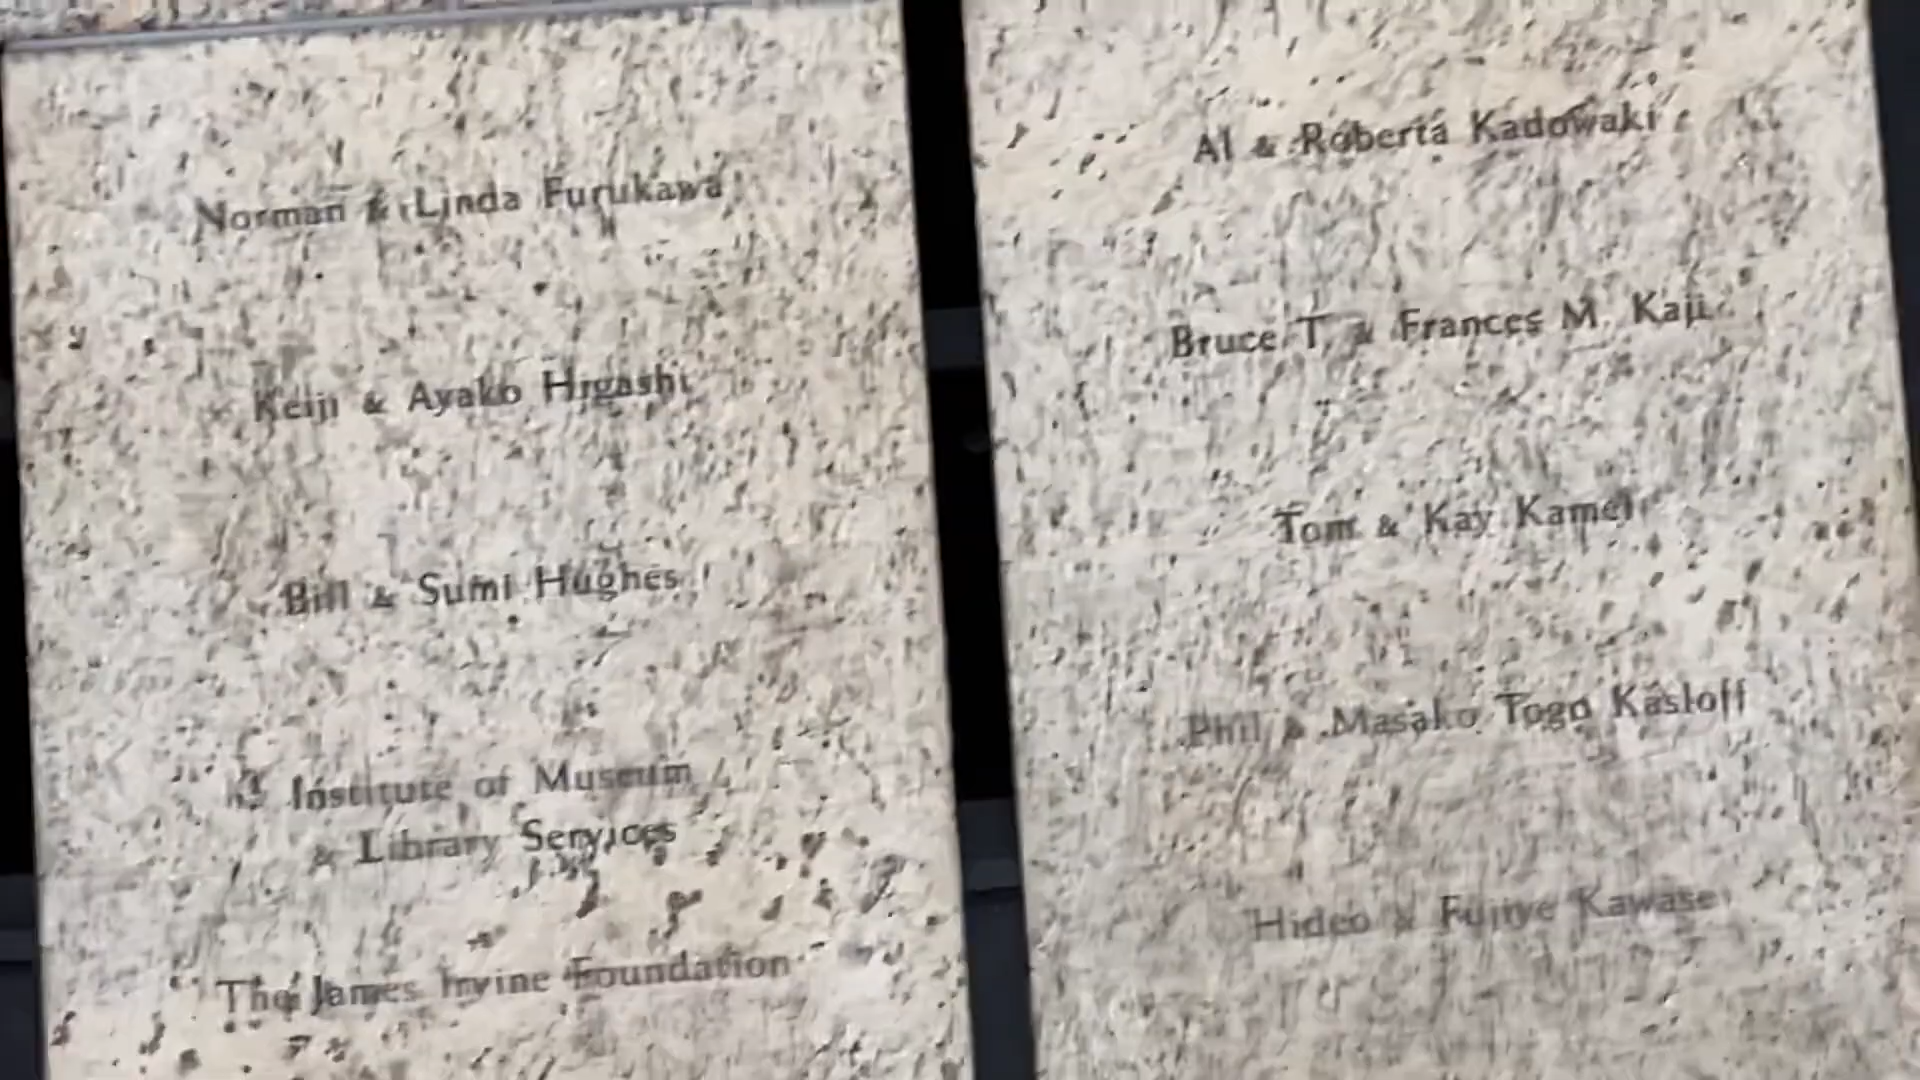 Norman & Linda Furukawa
Keiji & Ayako Higashi
Bill & Sumi Hughes
Institute of Museum
& Library Services
The James Irvine Foundation
Al & Roberta Kadowaki
Bruce T. & Frances M. Kaji
Tom & Kay Kamei
Phil & Masako Togo Kasloff
Hideo & Fujiye Kawase